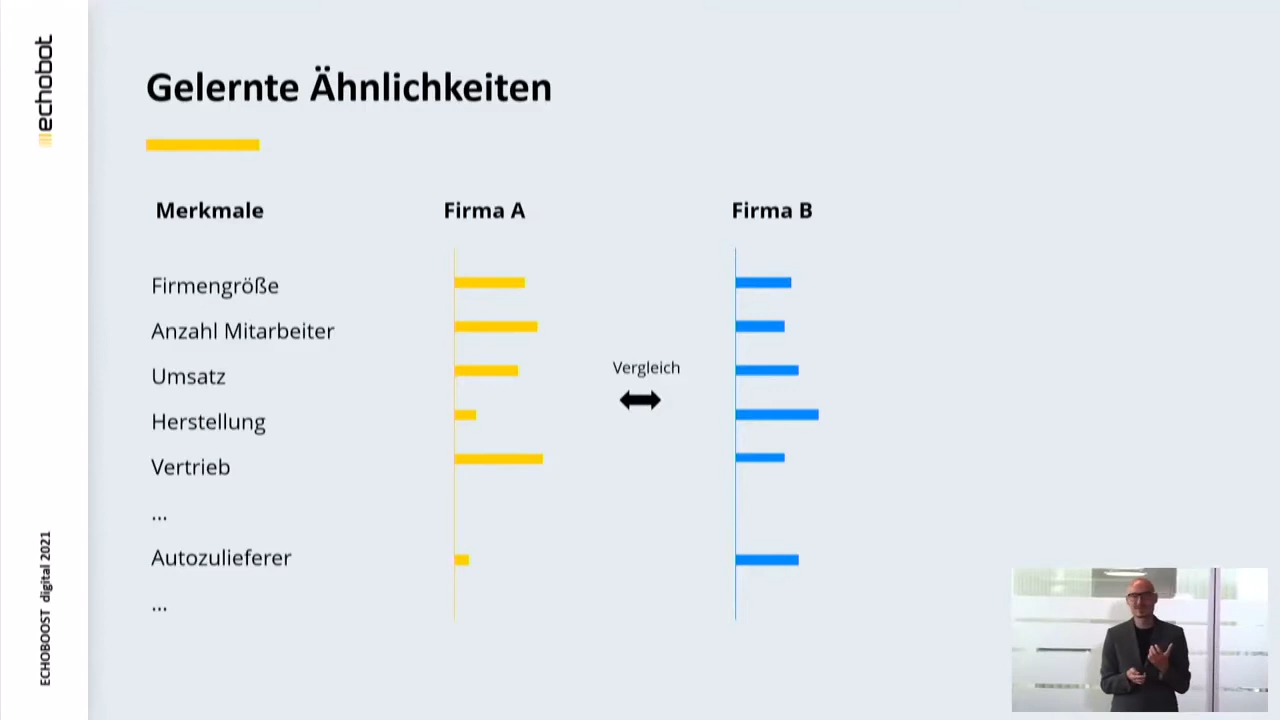 echobot
Gelernte Ähnlichkeiten
Merkmale Firma A Firma B
Firmengröße
Anzahl Mitarbeiter
Umsatz
Vergleich
Herstellung
Vertrieb
...
Autozulieferer
...
ECHOBOOST digital 2021